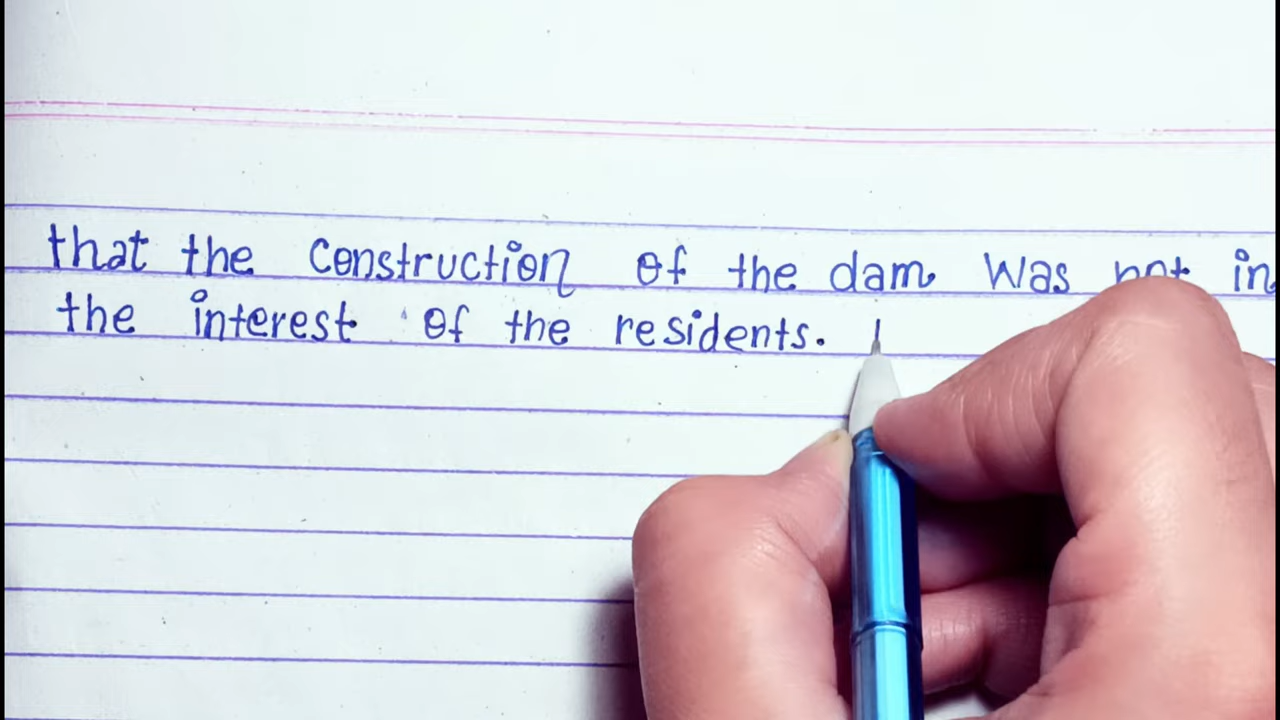 that the construction of the dam was not in
the interest of the residents.